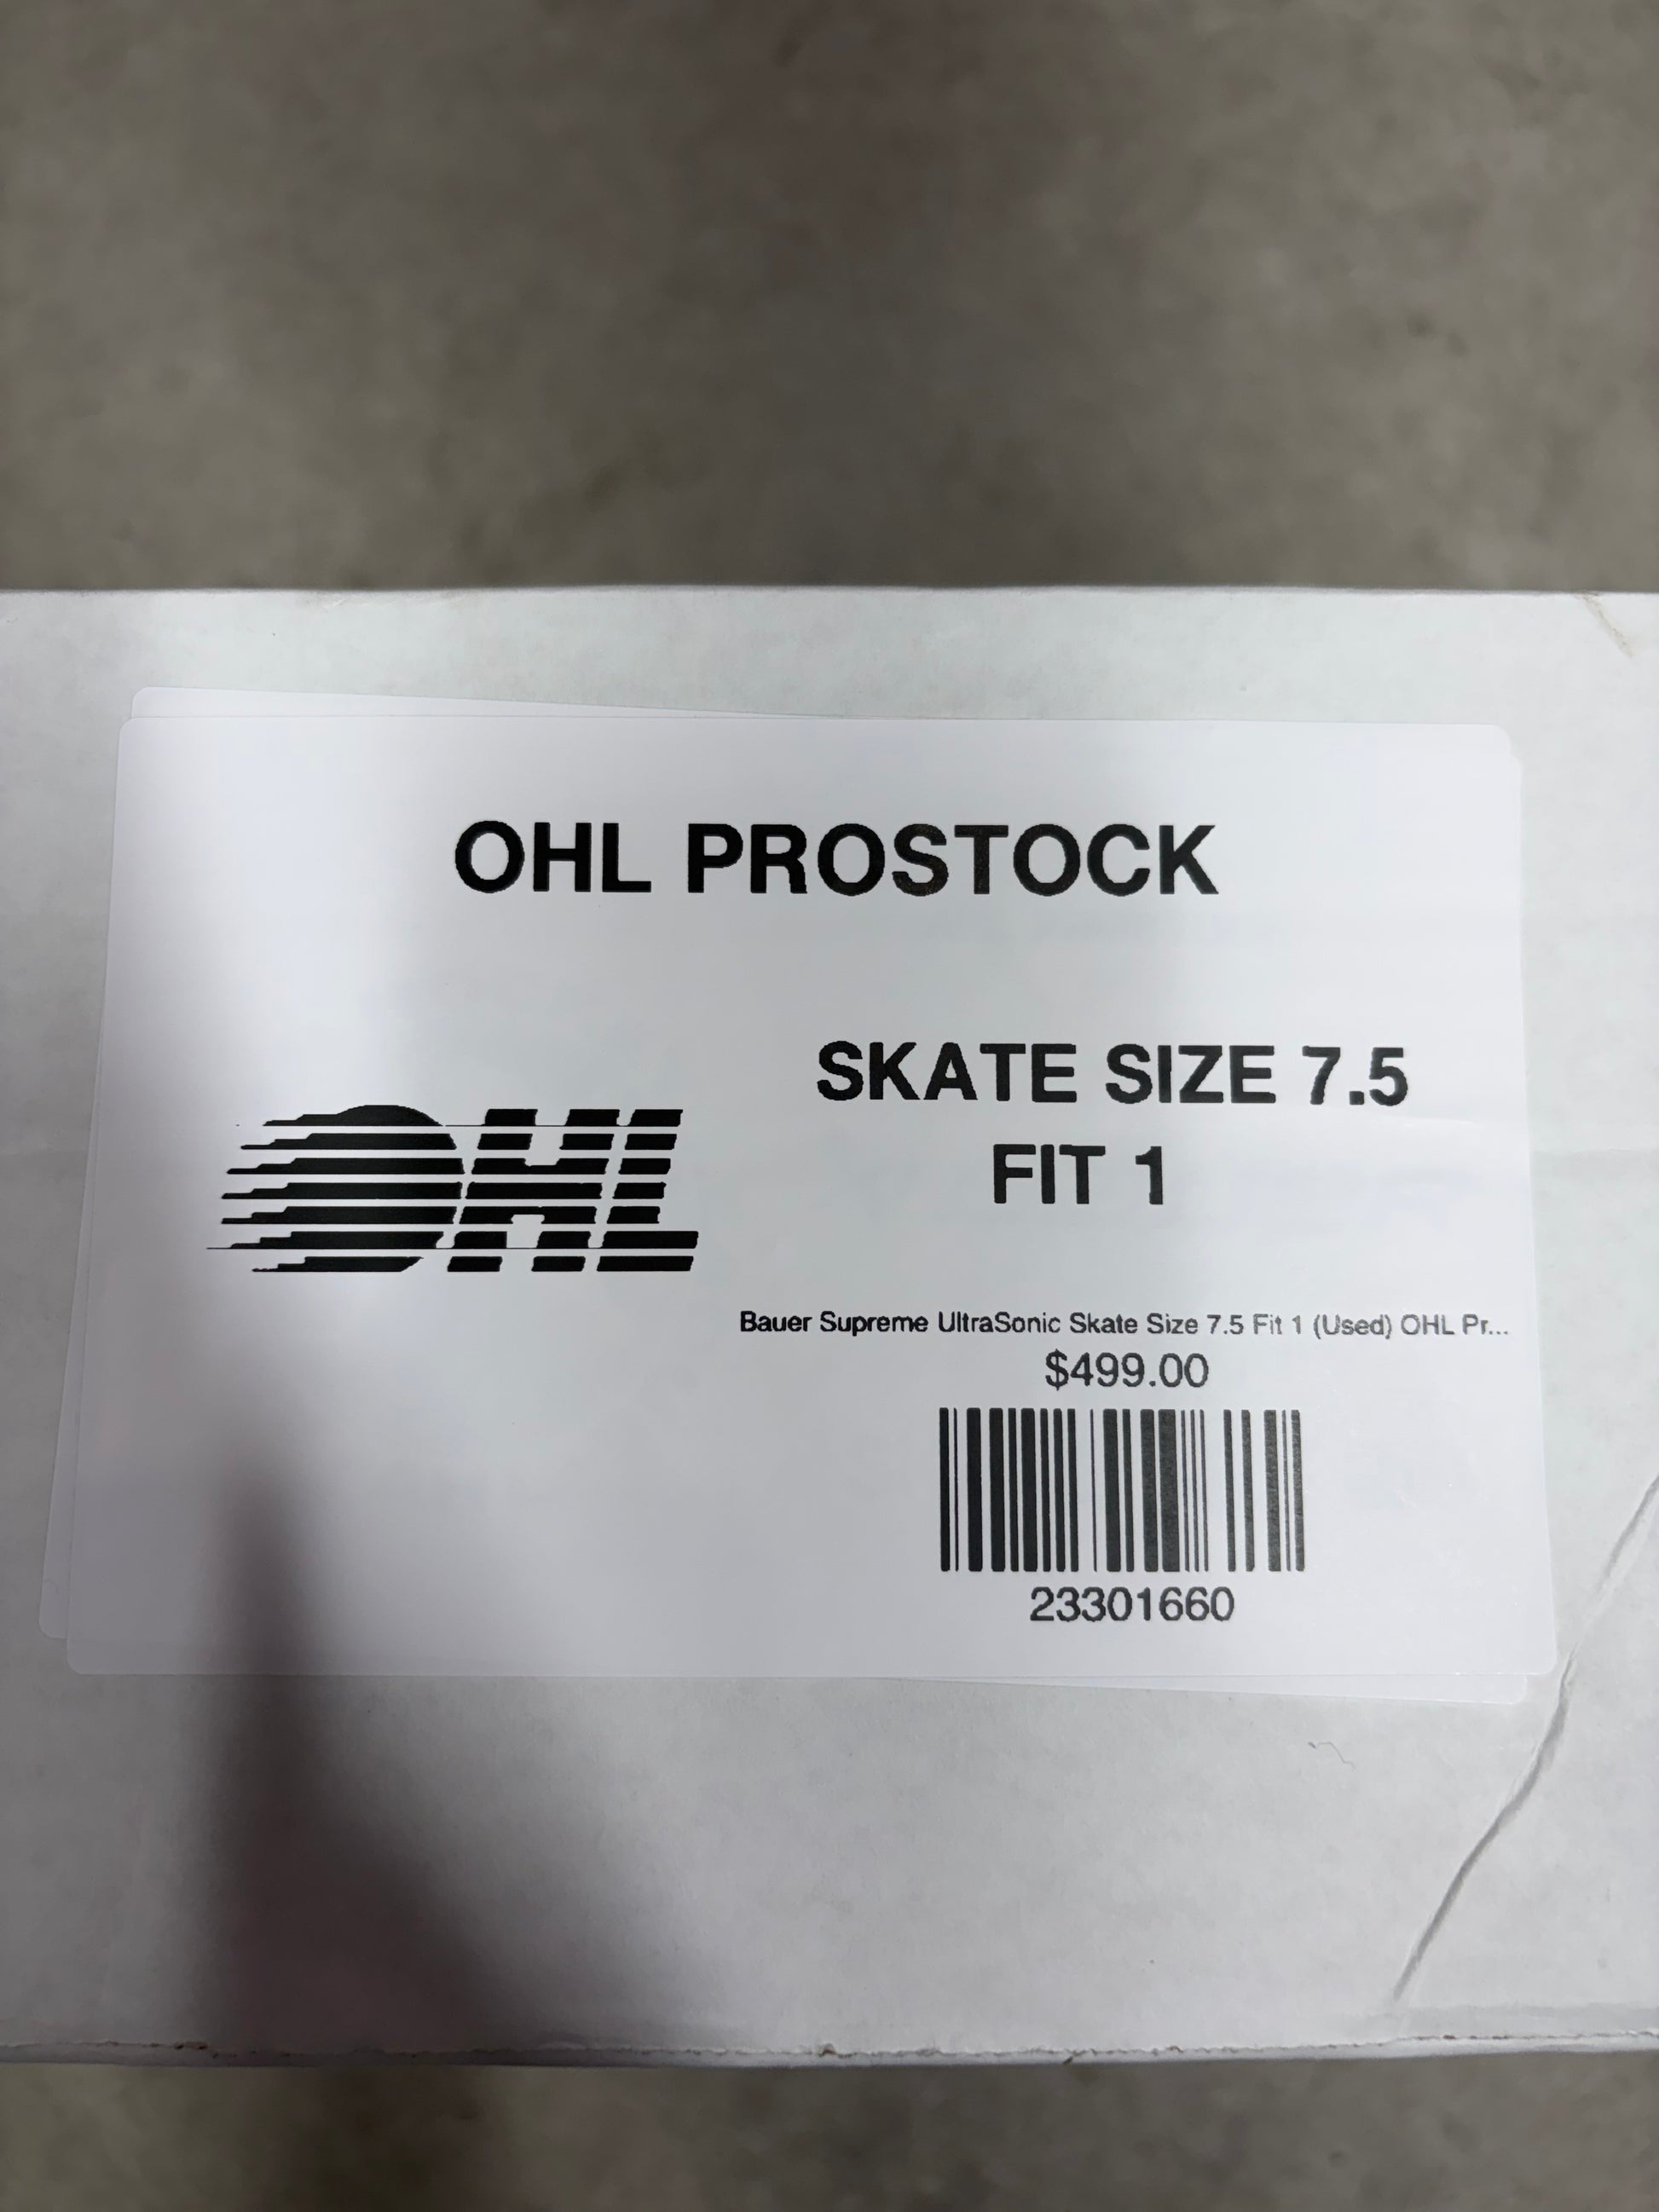 OHL PROSTOCK
SKATE SIZE 7.5
FIT 1
OHL
Bauer Supreme UltraSonic Skate Size 7.5 Fit 1 (Used) OHL Pr...
$499.00
23301660